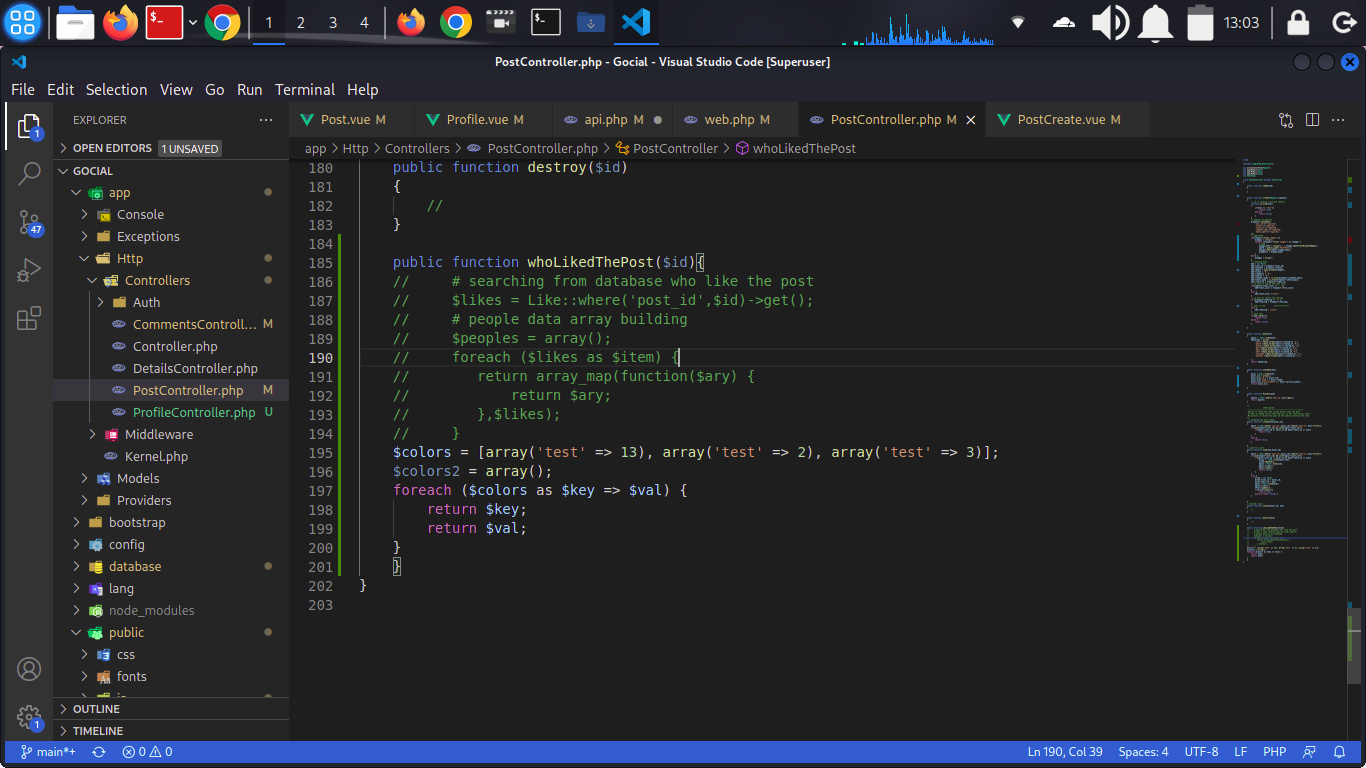 1 2 3 4 13:03
PostController.php - Gocial - Visual Studio Code [Superuser]
File Edit Selection View Go Run Terminal Help
EXPLORER
OPEN EDITORS 1 UNSAVED
GOCIAL
app
Console
Exceptions
Http
Controllers
Auth
CommentsControll... M
Controller.php
DetailsController.php
PostController.php M
ProfileController.php U
Middleware
Kernel.php
Models
Providers
bootstrap
config
database
lang
node_modules
public
css
fonts
OUTLINE
TIMELINE
1
47
1
Post.vue M Profile.vue M api.php M web.php M PostController.php M PostCreate.vue M
app > Http > Controllers > PostController.php > PostController > whoLikedThePost
180 public function destroy($id)
181 {
182 //
183 }
184
185 public function whoLikedThePost($id){
186 // # searching from database who like the post
187 // $likes = Like::where('post_id',$id)->get();
188 // # people data array building
189 // $peoples = array();
190 // foreach ($likes as $item) {
191 // return array_map(function($ary) {
192 // return $ary;
193 // },$likes);
194 // }
195 $colors = [array('test' => 13), array('test' => 2), array('test' => 3)];
196 $colors2 = array();
197 foreach ($colors as $key => $val) {
198 return $key;
199 return $val;
200 }
201 }
202 }
203
main*+ 0 0 Ln 190, Col 39 Spaces: 4 UTF-8 LF PHP